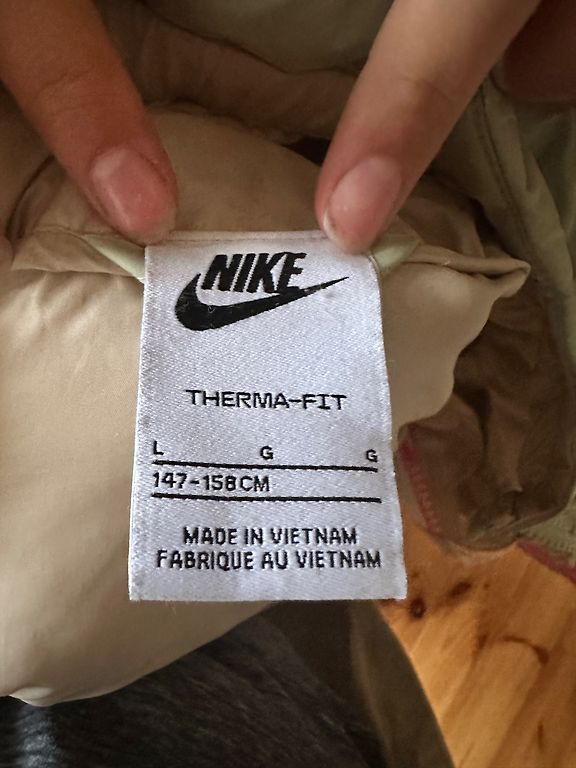 NIKE
THERMA-FIT
L G G
147-158CM
MADE IN VIETNAM
FABRIQUE AU VIETNAM